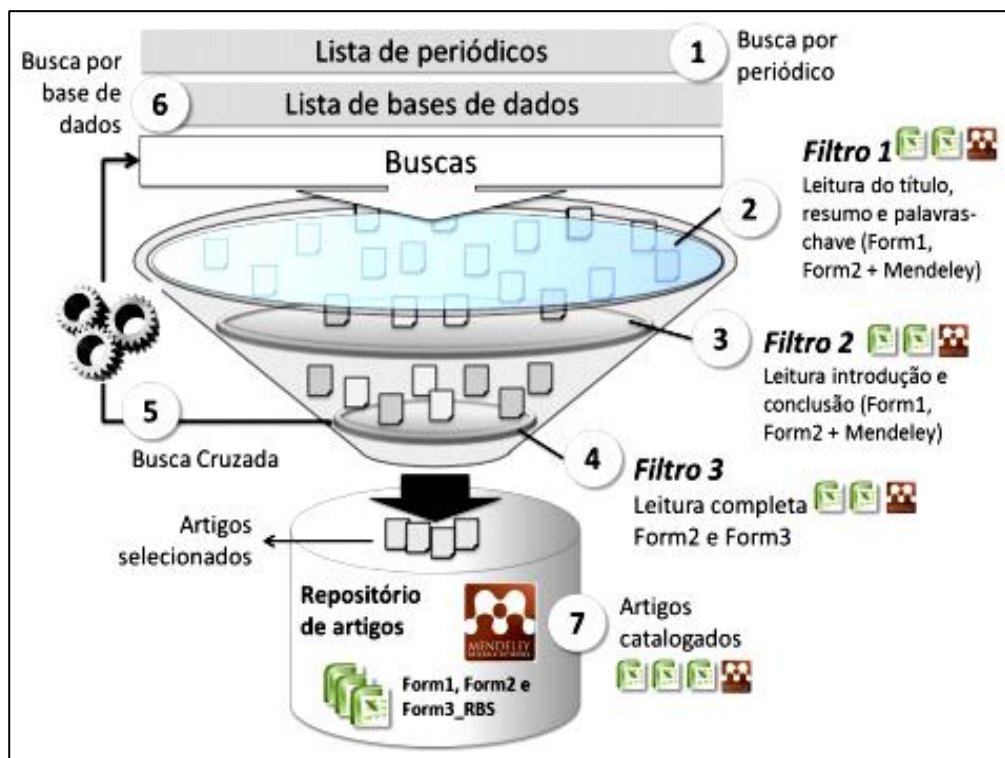 Lista de periódicos
1
Busca por
periódico
Busca por
base de
dados
6
Lista de bases de dados
Buscas
2
Filtro 1
Leitura do título,
resumo e palavras-
chave (Form1,
Form2 + Mendeley)
3
Filtro 2
Leitura introdução e
conclusão (Form1,
Form2 + Mendeley)
5
Busca Cruzada
4
Filtro 3
Leitura completa
Form2 e Form3
Artigos
selecionados
Repositório
de artigos
MENDELEY
7
Artigos
catalogados
Form1, Form2 e
Form3_RBS